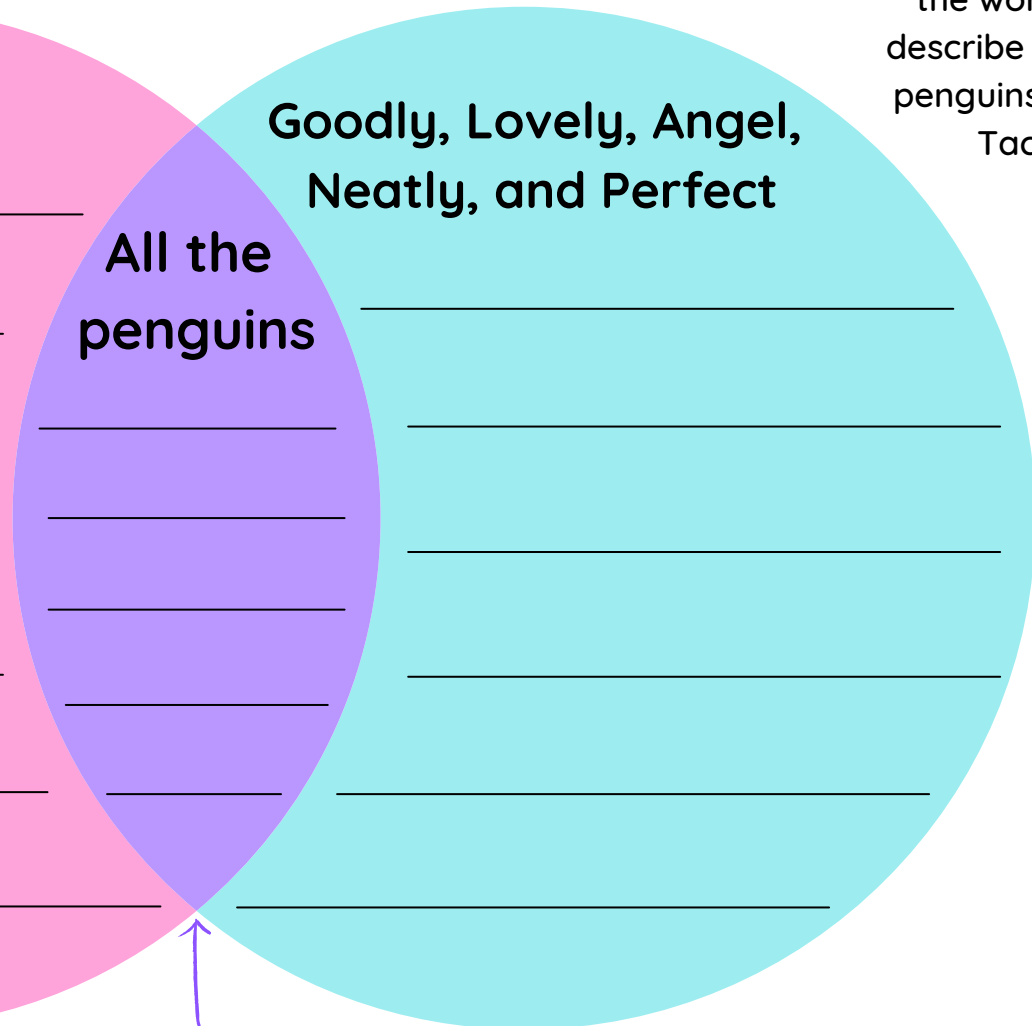 describe
Goodly, Lovely, Angel,
Neatly, and Perfect
All the
penguins
penguins